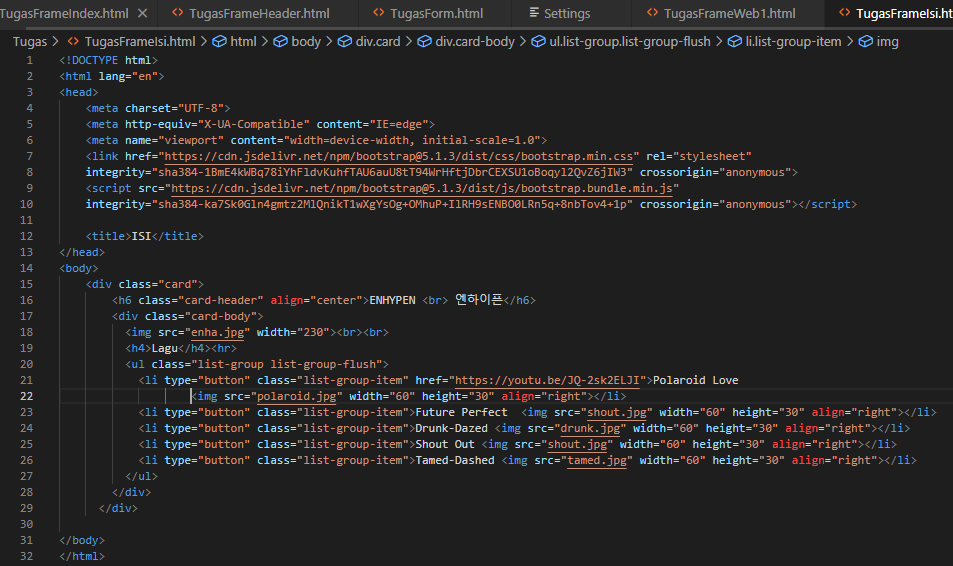 TugasFrameIndex.html × <> TugasFrameHeader.html <> TugasForm.html Settings <> TugasFrameWeb1.html <> TugasFrameIsi.ht
Tugas > <> TugasFrameIsi.html > html > body > div.card > div.card-body > ul.list-group.list-group-flush > li.list-group-item > img
1 <!DOCTYPE html>
2 <html lang="en">
3 <head>
4 <meta charset="UTF-8">
5 <meta http-equiv="X-UA-Compatible" content="IE=edge">
6 <meta name="viewport" content="width=device-width, initial-scale=1.0">
7 <link href="https://cdn.jsdelivr.net/npm/bootstrap@5.1.3/dist/css/bootstrap.min.css" rel="stylesheet"
8 integrity="sha384-1BmE4kWBq78iYhFldvKuhfTAU6auU8tT94WrHftjDbrCEXSU1oBoqyl2QvZ6jIW3" crossorigin="anonymous">
9 <script src="https://cdn.jsdelivr.net/npm/bootstrap@5.1.3/dist/js/bootstrap.bundle.min.js"
10 integrity="sha384-ka7Sk0Gln4gmtz2MlQnikT1wXgYsOg+OMhuP+IlRH9sENBO0LRn5q+8nbTov4+1p" crossorigin="anonymous"></script>
11
12 <title>ISI</title>
13 </head>
14 <body>
15 <div class="card">
16 <h6 class="card-header" align="center">ENHYPEN <br> 엔하이픈</h6>
17 <div class="card-body">
18 <img src="enha.jpg" width="230"><br><br>
19 <h4>Lagu</h4><hr>
20 <ul class="list-group list-group-flush">
21 <li type="button" class="list-group-item" href="https://youtu.be/JQ-2sk2ELJI">Polaroid Love
22 <img src="polaroid.jpg" width="60" height="30" align="right"></li>
23 <li type="button" class="list-group-item">Future Perfect <img src="shout.jpg" width="60" height="30" align="right"></li>
24 <li type="button" class="list-group-item">Drunk-Dazed <img src="drunk.jpg" width="60" height="30" align="right"></li>
25 <li type="button" class="list-group-item">Shout Out <img src="shout.jpg" width="60" height="30" align="right"></li>
26 <li type="button" class="list-group-item">Tamed-Dashed <img src="tamed.jpg" width="60" height="30" align="right"></li>
27 </ul>
28 </div>
29 </div>
30
31 </body>
32 </html>